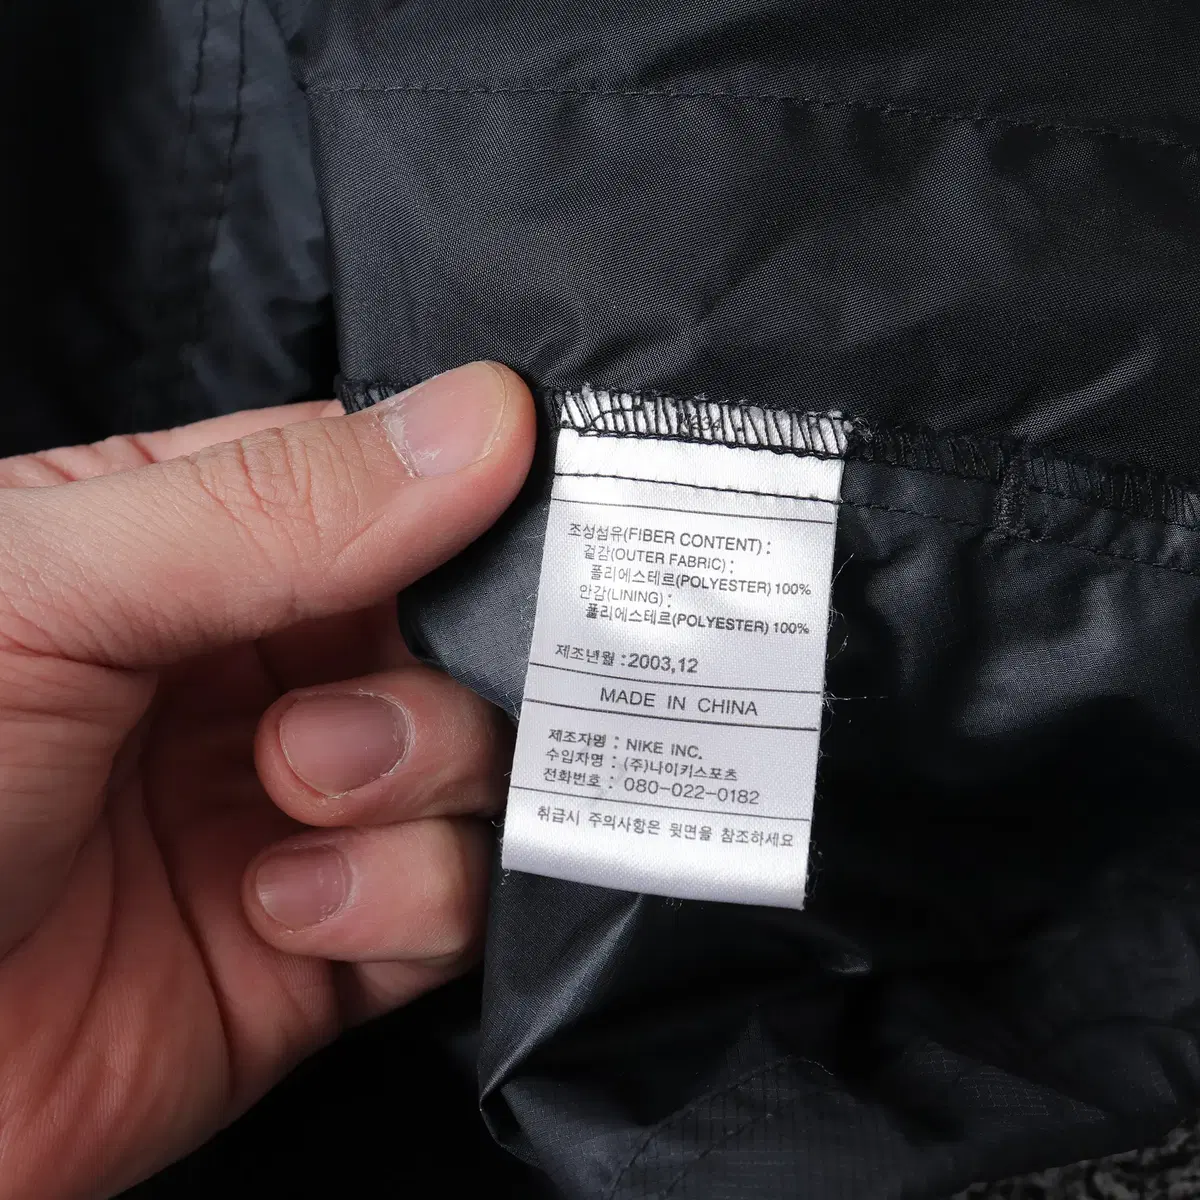 조성섬유(FIBER CONTENT) :
겉감(OUTER FABRIC) :
폴리에스테르(POLYESTER) 100%
안감(LINING) :
폴리에스테르(POLYESTER) 100%
제조년월 : 2003,12
MADE IN CHINA
제조자명 : NIKE INC.
수입자명 : (주)나이키스포츠
전화번호 : 080-022-0182
취급시 주의사항은 뒷면을 참조하세요